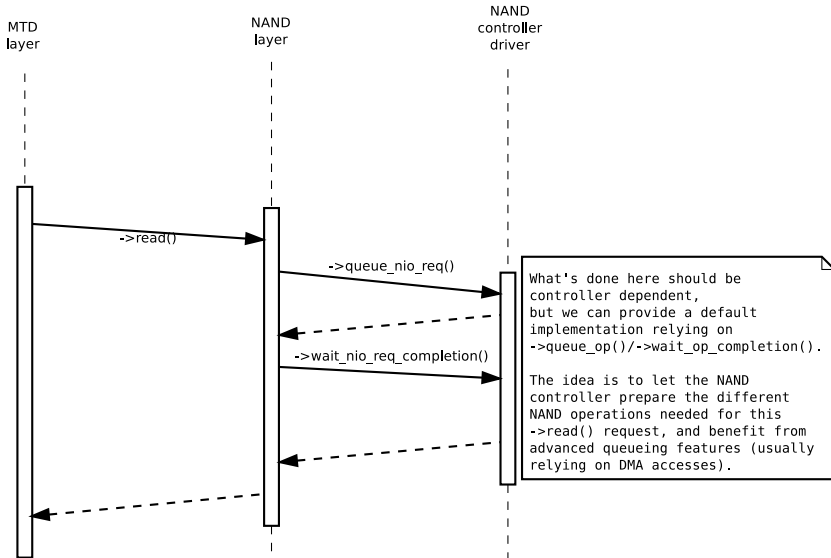 MTD
layer
NAND
layer
NAND
controller
driver
->read()
->queue_nio_req()
->wait_nio_req_completion()
What's done here should be
controller dependent,
but we can provide a default
implementation relying on
->queue_op()/->wait_op_completion().
The idea is to let the NAND
controller prepare the different
NAND operations needed for this
->read() request, and benefit from
advanced queueing features (usually
relying on DMA accesses).